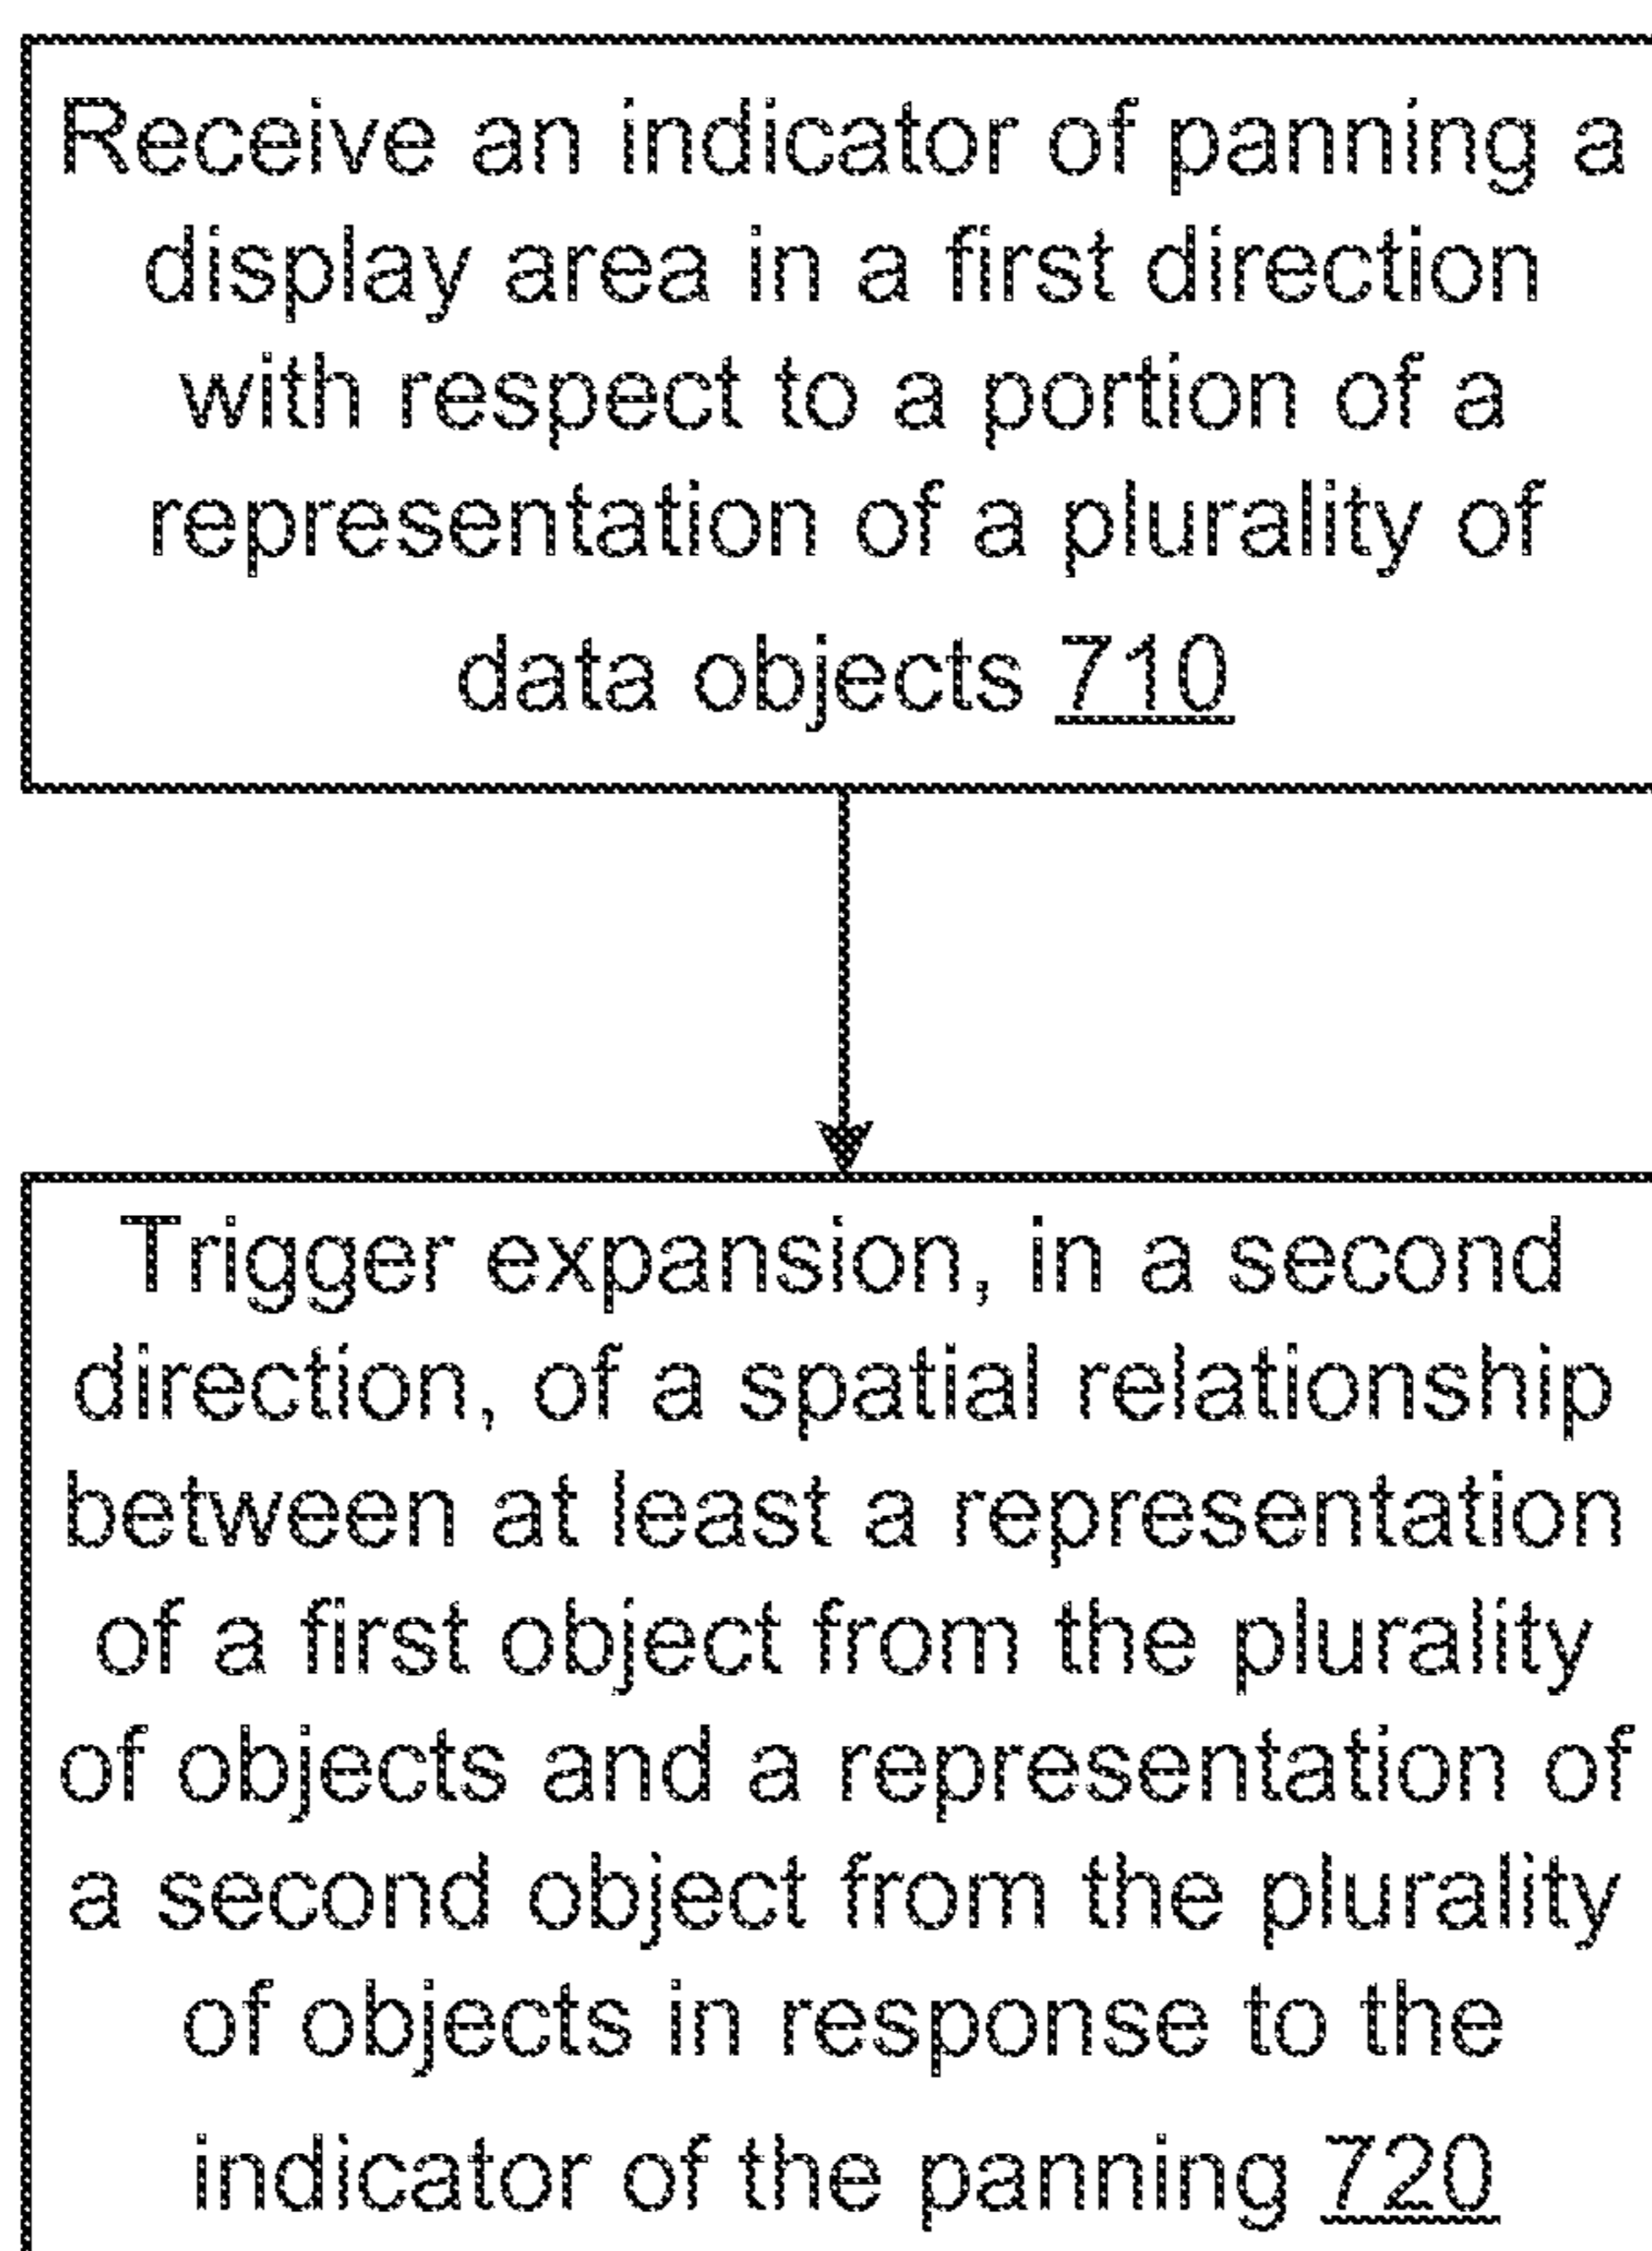 Receive an indicator of panning a
display area in a first direction
with respect to a portion of a
representation of a plurality of
data objects 710
Trigger expansion, in a second
direction, of a spatial relationship
between at least a representation
of a first object from the plurality
of objects and a representation of
a second object from the plurality
of objects in response to the
indicator of the panning 720